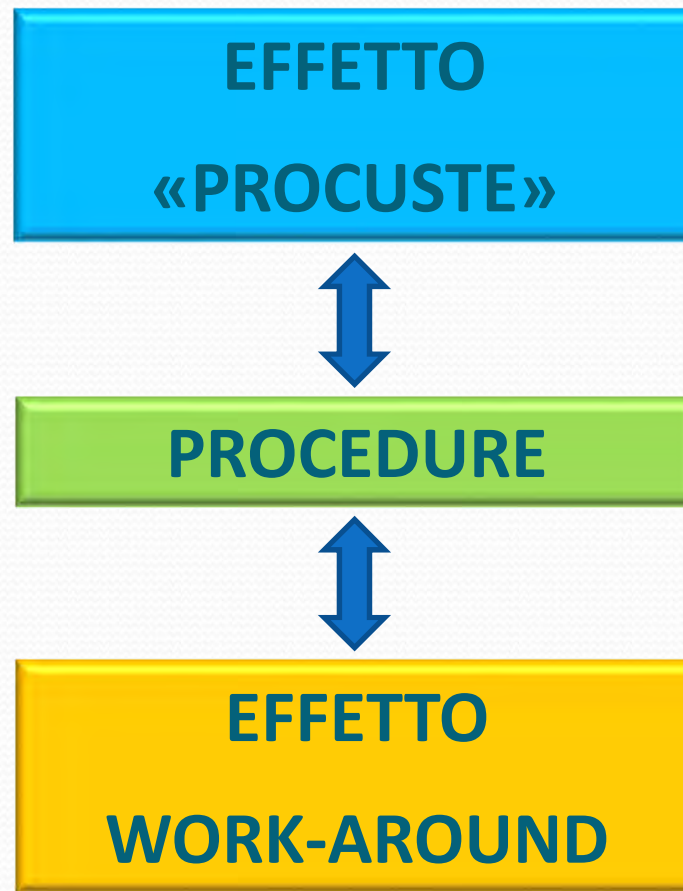 EFFETTO
«PROCUSTE»
PROCEDURE
EFFETTO
WORK-AROUND